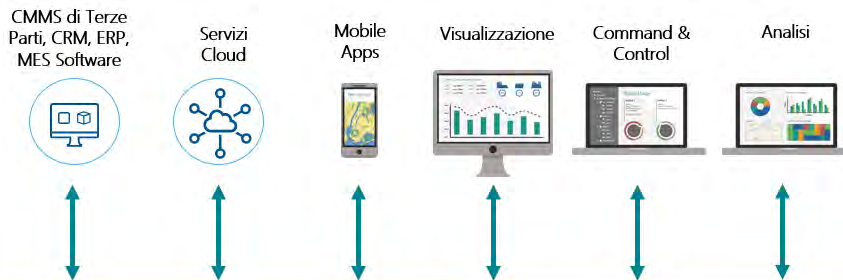 CMMS di Terze
Parti, CRM, ERP,
MES Software
Servizi
Cloud
Mobile
Apps
Visualizzazione
Command &
Control
Analisi